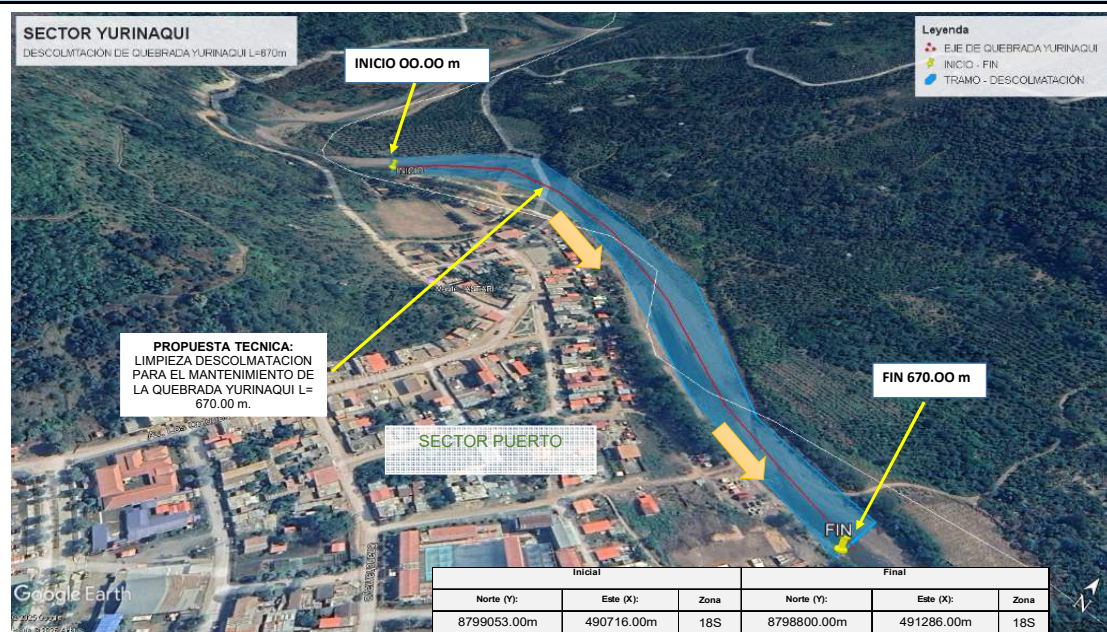 SECTOR YURINAQUI
DESCOLMTACIÓN DE QUEBRADA YURINAQUI L=670m
Leyenda
EJE DE QUEBRADA YURINAQUI
INICIO - FIN
TRAMO - DESCOLMATACIÓN
INICIO OO.OO m
INICIO
PROPUESTA TECNICA:
LIMPIEZA DESCOLMATACION
PARA EL MANTENIMIENTO DE
LA QUEBRADA YURINAQUI L=
670.00 m.
FIN 670.OO m
SECTOR PUERTO
FIN
Google Earth
Inicial Final
Norte (Y): Este (X): Zona Norte (Y): Este (X): Zona
8799053.00m 490716.00m 18S 8798800.00m 491286.00m 18S
N